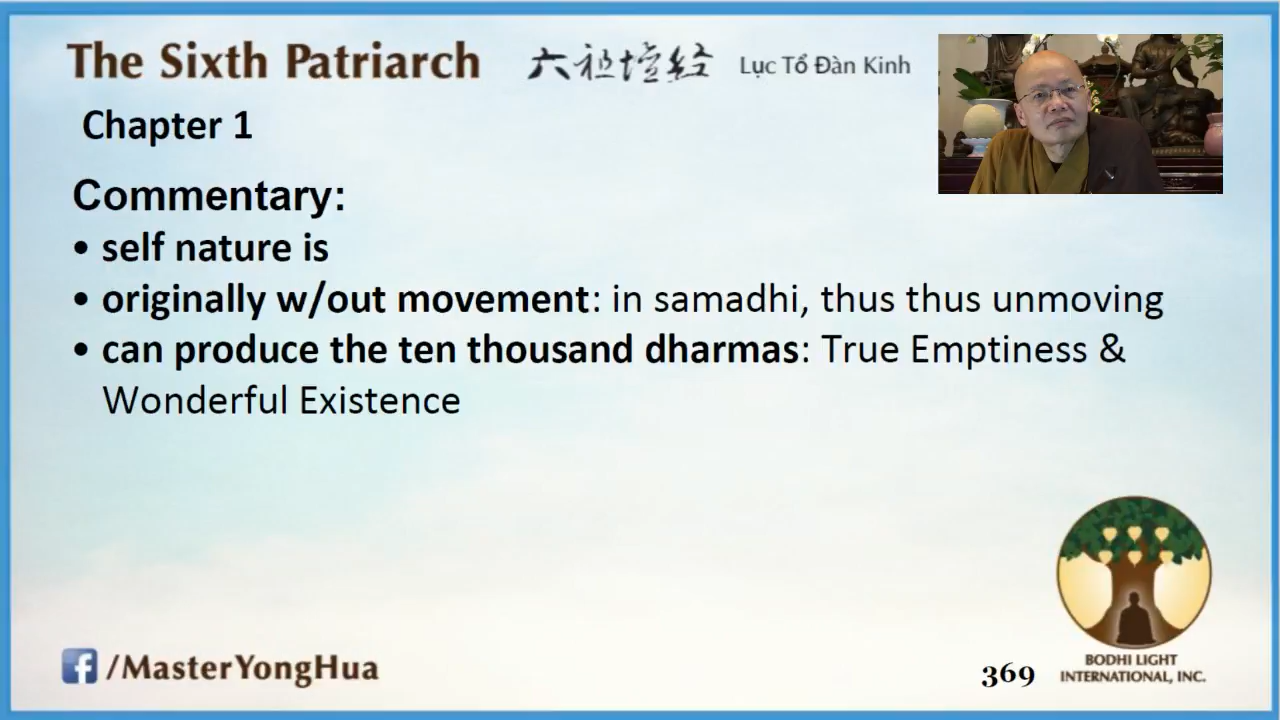 The Sixth Patriarch 六祖壇経 Lục Tổ Đàn Kinh
Chapter 1
Commentary:
• self nature is
• originally w/out movement: in samadhi, thus thus unmoving
• can produce the ten thousand dharmas: True Emptiness &
Wonderful Existence
f /MasterYongHua
369
BODHI LIGHT
INTERNATIONAL, INC.